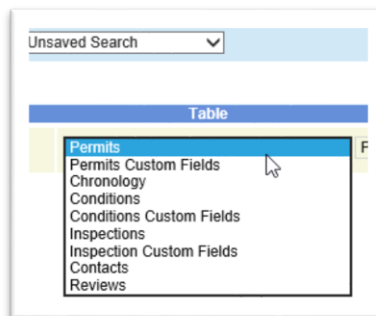 Unsaved Search
Table
Permits
F
Permits Custom Fields
Chronology
Conditions
Conditions Custom Fields
Inspections
Inspection Custom Fields
Contacts
Reviews